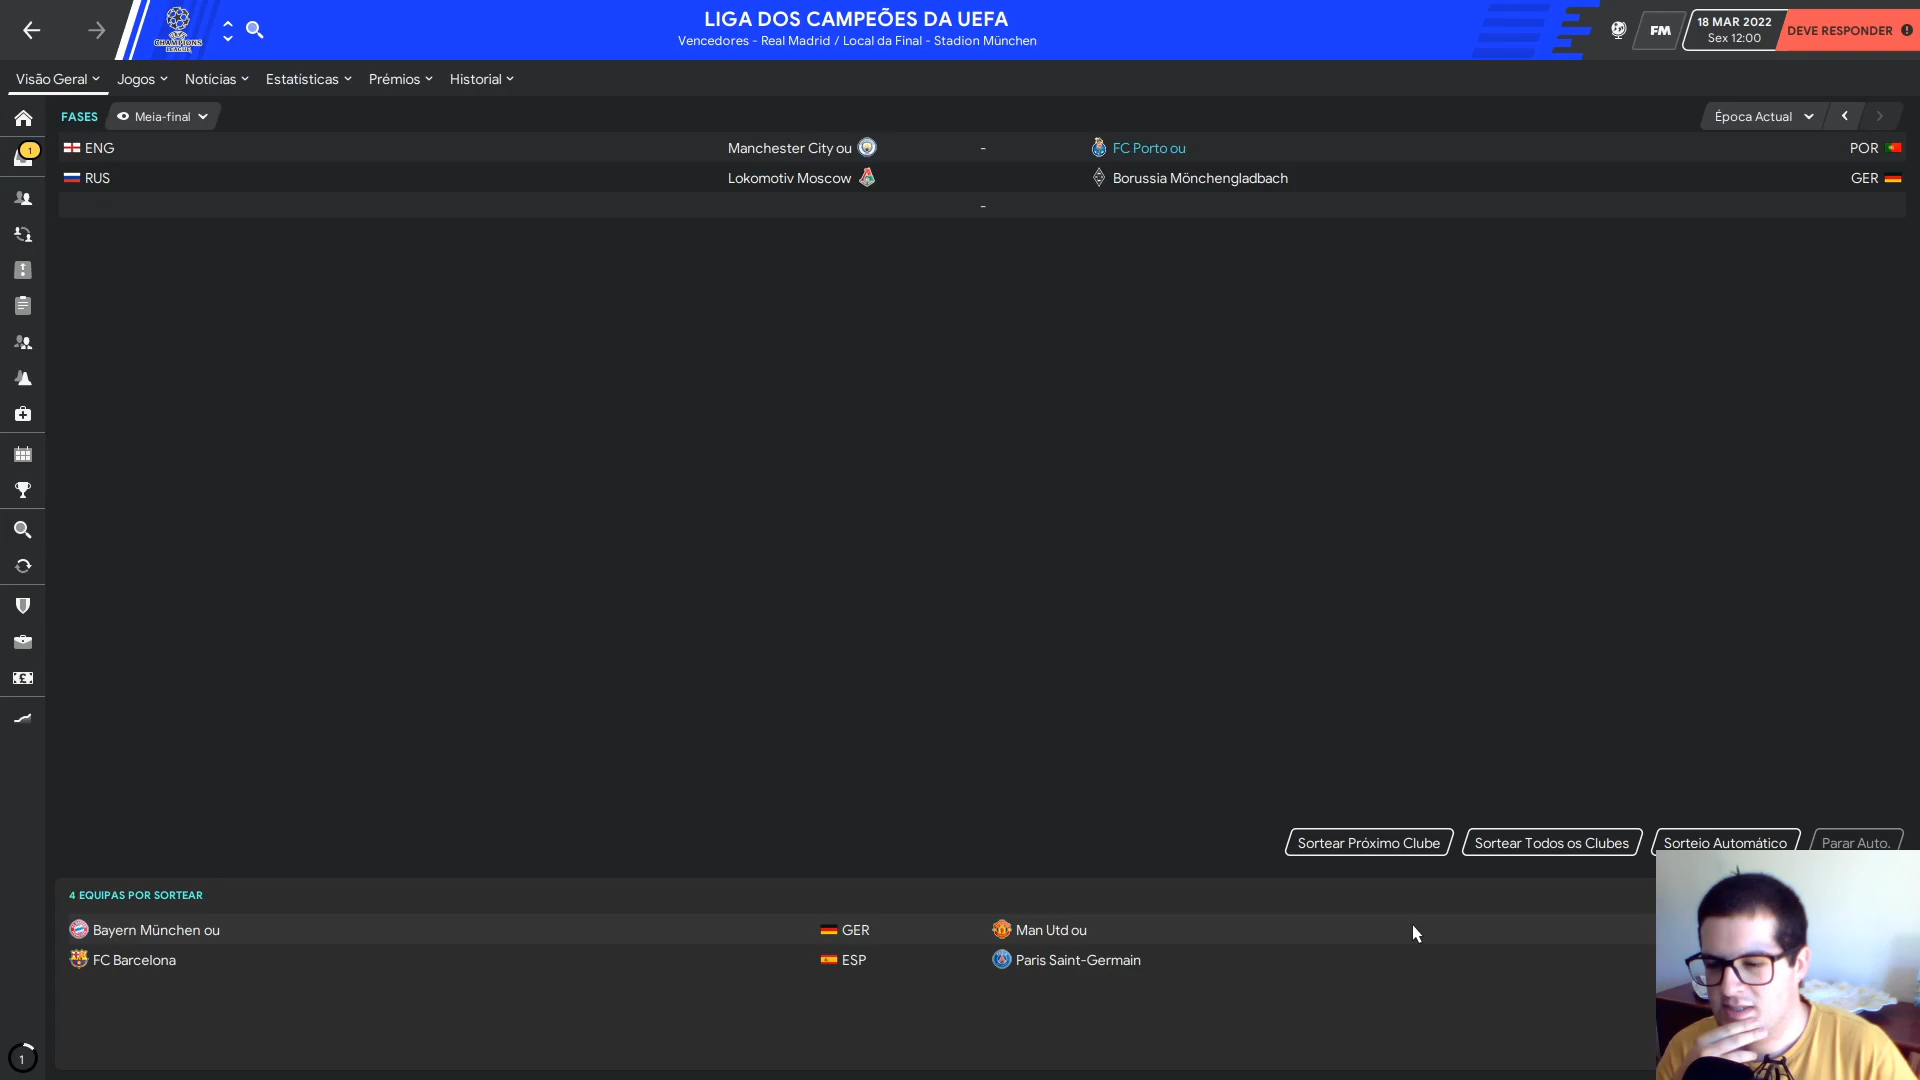 LIGA DOS CAMPEÕES DA UEFA
Vencedores - Real Madrid / Local da Final - Stadion München
CHAMPIONS
LEAGUE
FM
18 MAR 2022
Sex 12:00
DEVE RESPONDER
Visão Geral
Jogos
Notícias
Estatísticas
Prémios
Historial
FASES
Meia-final
Época Actual
1
ENG
Manchester City ou
-
FC Porto ou
POR
RUS
Lokomotiv Moscow
Borussia Mönchengladbach
GER
-
Sortear Próximo Clube
Sortear Todos os Clubes
Sorteio Automático
Parar Auto.
4 EQUIPAS POR SORTEAR
Bayern München ou
GER
Man Utd ou
FC Barcelona
ESP
Paris Saint-Germain
1